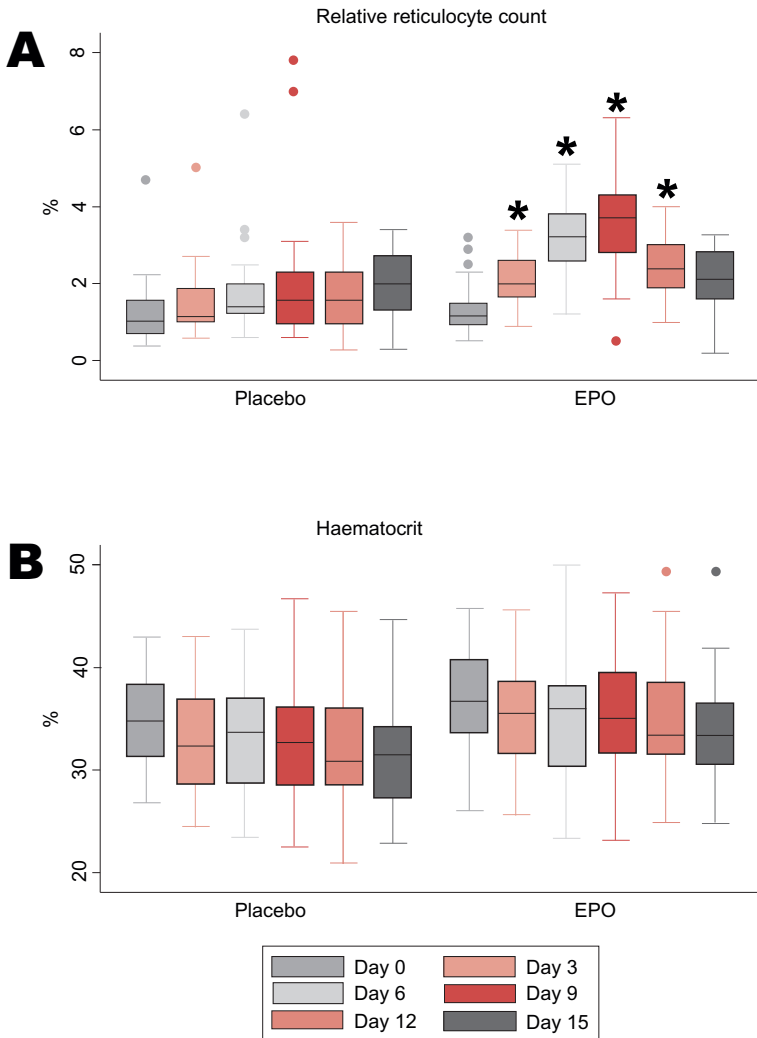 A
Relative reticulocyte count
8
6
4
2
0
%
*
*
*
*
Placebo
EPO
B
Haematocrit
50
40
30
20
%
Placebo
EPO
Day 0
Day 3
Day 6
Day 9
Day 12
Day 15